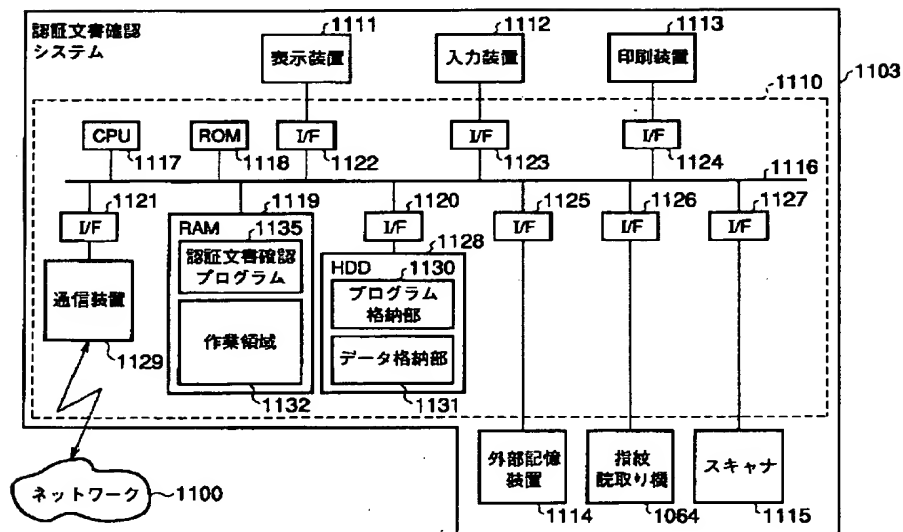 認証文書確認
システム
1111
1112
1113
表示装置
入力装置
印刷装置
1103
1110
CPU
ROM
I/F
I/F
I/F
1117
1118
1122
1123
1124
1116
1121
1119
1120
1125
1126
1127
I/F
RAM
1135
認証文書確認
プログラム
作業領域
1132
I/F
1128
HDD
1130
プログラム
格納部
データ格納部
1131
I/F
I/F
I/F
通信装置
1129
ネットワーク
1100
外部記憶
装置
1114
指紋
読取り機
1064
スキャナ
1115